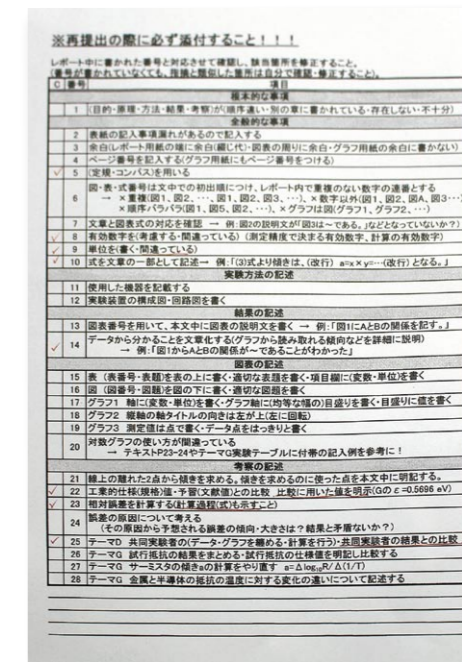 ※再提出の際に必ず添付すること！！！
レポート中に書かれた番号と対応させて確認し、該当箇所を修正すること。
(番号が書かれていなくても、指摘と類似した箇所は自分で確認・修正すること)。
C 番号 項目
根本的な事項
1 (目的・原理・方法・結果・考察)が(順序違い・別の章に書かれている・存在しない・不十分)
全般的な事項
2 表紙の記入事項漏れがあるので記入する
3 余白(レポート用紙の端に余白(綴じ代)・図表の周りに余白・グラフ用紙の余白に書かない)
4 ページ番号を記入する(グラフ用紙にもページ番号をつける)
✓ 5 (定規・コンパス)を用いる
6 図・表・式番号は文中での初出順につけ、レポート内で重複のない数字の連番とする
→ ×重複(図1、図2、…、図1、図2、図3、…)、×数字以外(図1、図2、図A、図3…)
×順序バラバラ(図1、図5、図2、…)、×グラフは図(グラフ1、グラフ2、…)
7 文章と図表式の対応を確認 → 例:図2の説明文が「図3は～である。」などとなっていないか？
✓ 8 有効数字を(考慮する・間違っている) (測定精度で決まる有効数字、計算の有効数字)
✓ 9 単位を(書く・間違っている)
✓ 10 式を文章の一部として記述→ 例:「(3)式より傾きは、(改行) a=x×y=…(改行)となる。」
実験方法の記述
11 使用した機器を記載する
12 実験装置の構成図・回路図を書く
結果の記述
13 図表番号を用いて、本文中に図表の説明文を書く → 例:「図1にAとBの関係を記す。」
✓ 14 データから分かることを文章化する(グラフから読み取れる傾向などを詳細に説明)
→ 例:「図1からAとBの関係が～であることがわかった」
図表の記述
15 表 (表番号・表題)を表の上に書く・適切な表題を書く・項目欄に(変数・単位)を書く
16 図 (図番号・図題)を図の下に書く・適切な図題を書く
17 グラフ1 軸に(変数・単位)を書く・グラフ軸に(均等な幅の)目盛りを書く・目盛りに値を書く
18 グラフ2 縦軸の軸タイトルの向きは左が上(左に回転)
19 グラフ3 測定値は点で書く・データ点をはっきりと書く
20 対数グラフの使い方が間違っている
→ テキストP23-24やテーマG実験テーブルに付帯の記入例を参考に！
考察の記述
21 線上の離れた2点から傾きを求める。傾きを求めるのに使った点を本文中に明記する。
✓ 22 工業的仕様(規格)値・予習(文献値)との比較 比較に用いた値を明示(Gのε=0.5696 eV)
✓ 23 相対誤差を計算する(計算過程(式)も示すこと)
24 誤差の原因について考える
(その原因から予想される誤差の傾向・大きさは？結果と矛盾ないか？)
✓ 25 テーマD 共同実験者の(データ・グラフを纏める・計算を行う)・共同実験者の結果との比較
26 テーマG 試行抵抗の結果をまとめる・試行抵抗の仕様値を明記し比較する
27 テーマG サーミスタの傾きaの計算をやり直す a=Δlog₁₀R/Δ(1/T)
28 テーマG 金属と半導体の抵抗の温度に対する変化の違いについて記述する